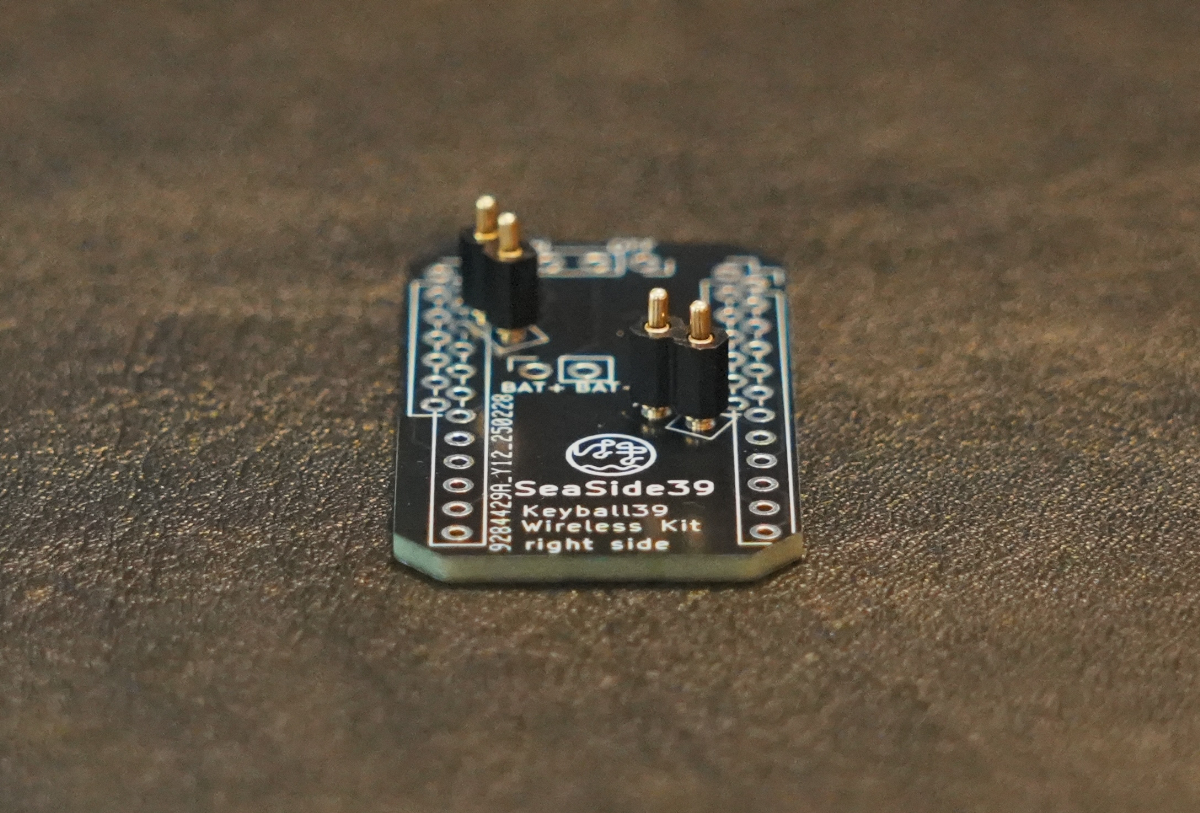 BAT+ BAT-
9284429A_Y12_250228
SeaSide39
Keyball39
Wireless Kit
right side